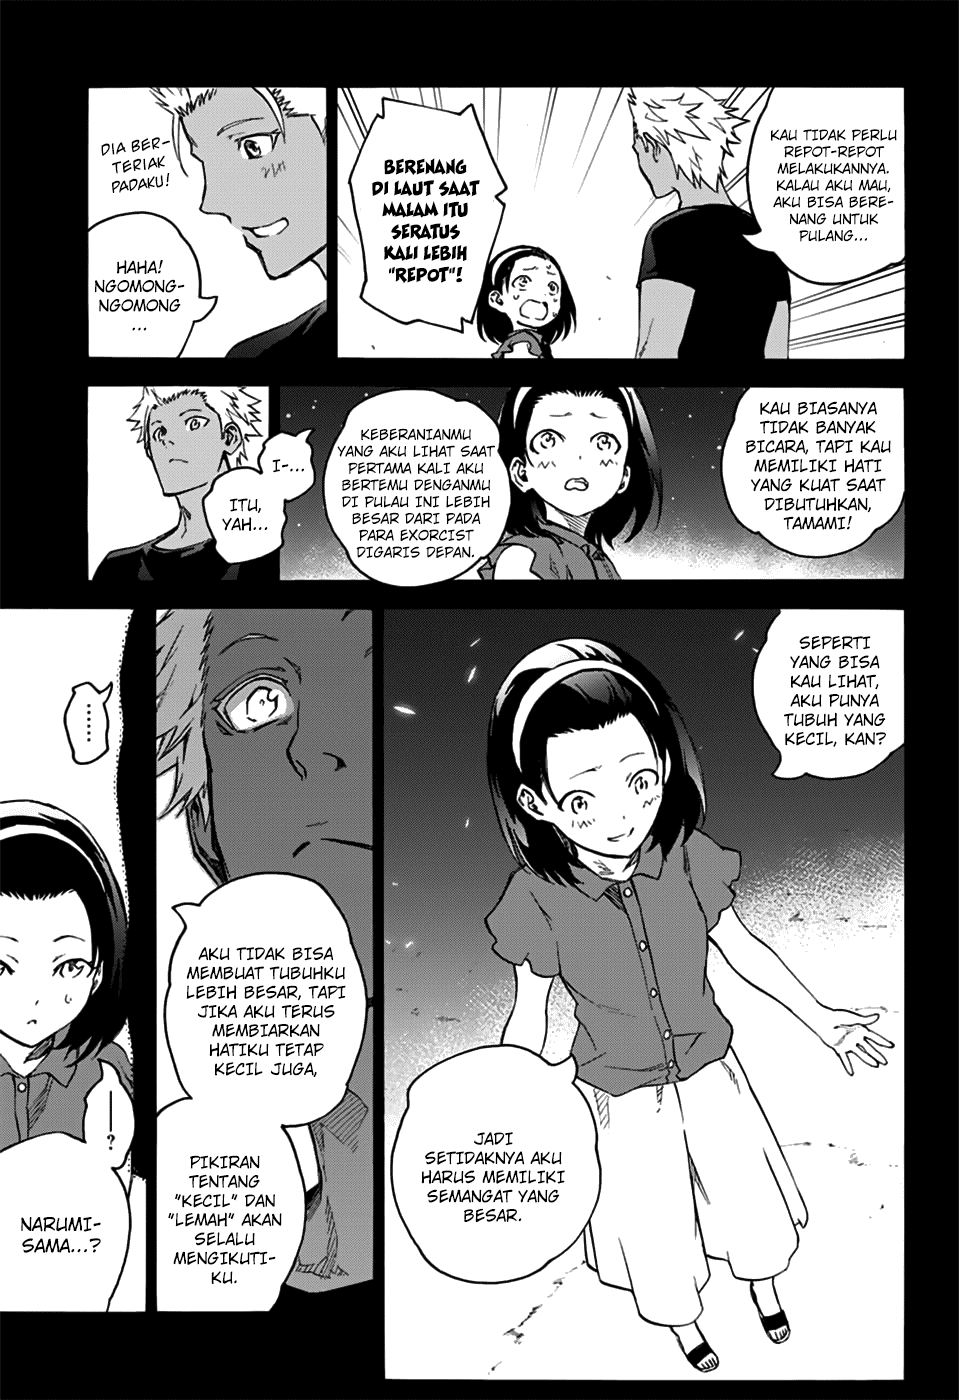 KAU TIDAK PERLU
REPOT-REPOT
MELAKUKANNYA.
KALAU AKU MAU,
AKU BISA BERE-
NANG UNTUK
PULANG...
BERENANG
DI LAUT SAAT
MALAM ITU
SERATUS
KALI LEBIH
"REPOT"!
DIA BER-
TERIAK
PADAKU!
HAHA!
NGOMONG-
NGOMONG
...
KAU BIASANYA
TIDAK BANYAK
BICARA, TAPI KAU
MEMILIKI HATI
YANG KUAT SAAT
DIBUTUHKAN,
TAMAMI!
KEBERANIANMU
YANG AKU LIHAT SAAT
PERTAMA KALI AKU
BERTEMU DENGANMU
DI PULAU INI LEBIH
BESAR DARI PADA
PARA EXORCIST
DIGARIS DEPAN.
I-...
ITU,
YAH...
SEPERTI
YANG BISA
KAU LIHAT,
AKU PUNYA
TUBUH YANG
KECIL, KAN?
JADI
SETIDAKNYA AKU
HARUS MEMILIKI
SEMANGAT YANG
BESAR.
AKU TIDAK BISA
MEMBUAT TUBUHKU
LEBIH BESAR, TAPI
JIKA AKU TERUS
MEMBIARKAN
HATIKU TETAP
KECIL JUGA,
PIKIRAN
TENTANG
"KECIL" DAN
"LEMAH" AKAN
SELALU
MENGIKUTI-
KU.
......
―?
NARUMI-
SAMA...?